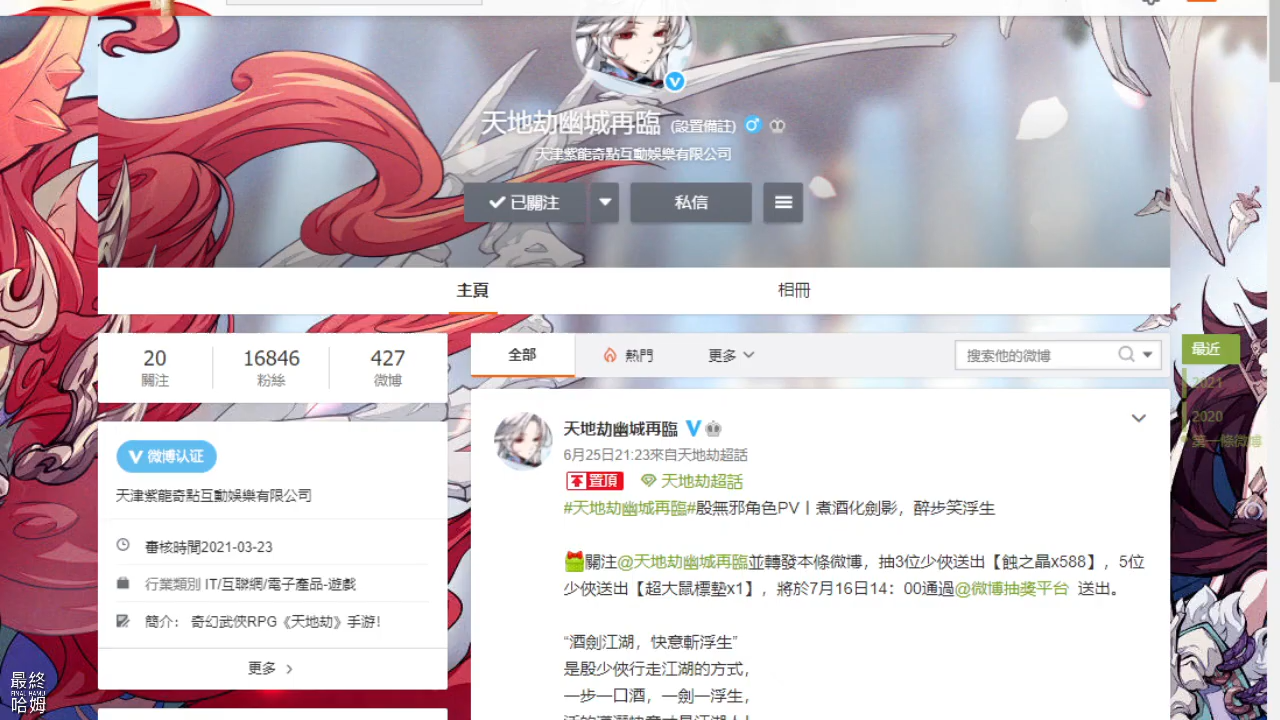 天地劫幽城再臨 (設置備註)
天津紫龍奇點互動娛樂有限公司
已關注
私信
主頁
相冊
20
關注
16846
粉絲
427
微博
V 微博认证
天津紫龍奇點互動娛樂有限公司
審核時間2021-03-23
行業類別 IT/互聯網/電子產品-遊戲
簡介: 奇幻武俠RPG《天地劫》手游!
更多 >
全部
熱門
更多
搜索他的微博
天地劫幽城再臨 V
6月25日21:23來自天地劫超話
置頂 天地劫超話
#天地劫幽城再臨#殷無邪角色PV丨煮酒化劍影，醉步笑浮生
關注@天地劫幽城再臨並轉發本條微博，抽3位少俠送出【蝕之晶x588】，5位
少俠送出【超大鼠標墊x1】，將於7月16日14：00通過@微博抽獎平台 送出。
“酒劍江湖，快意斬浮生”
是殷少俠行走江湖的方式，
一步一口酒，一劍一浮生，
最近
2021
2020
第一條微博
最終
哈姆